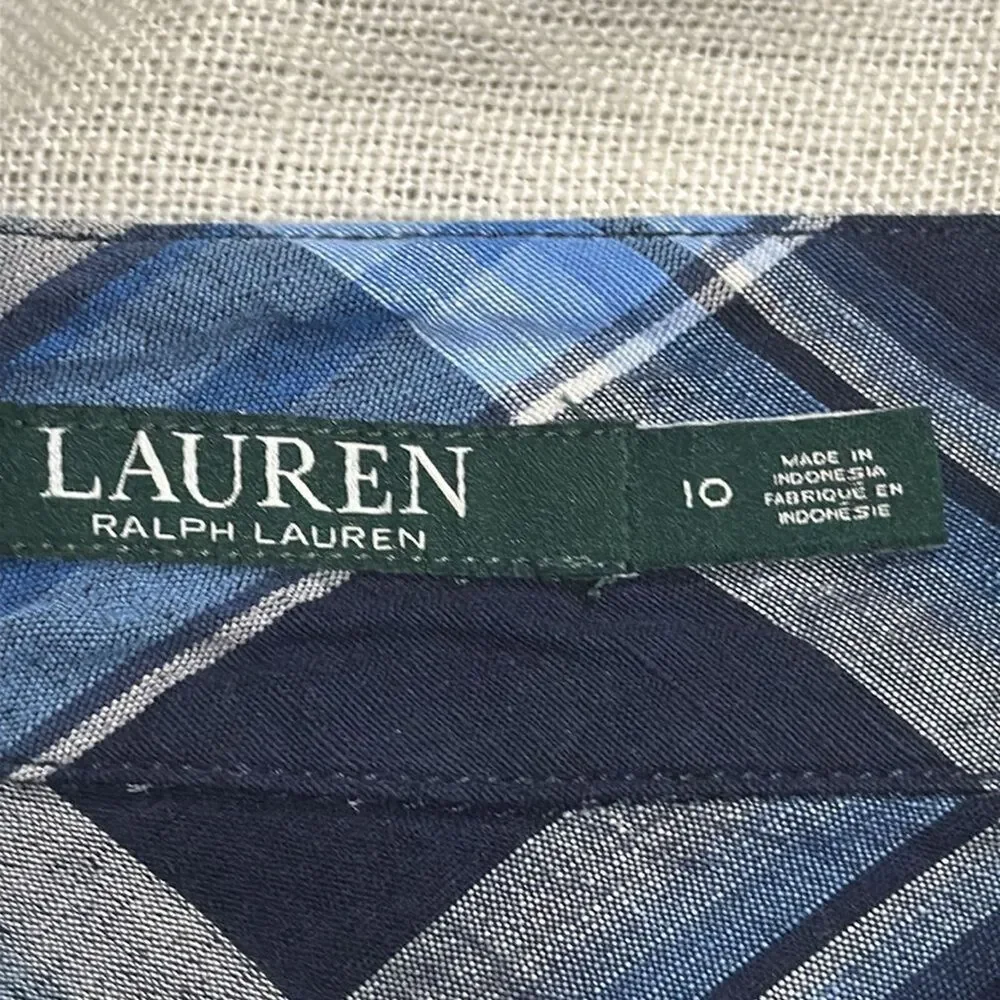 LAUREN
RALPH LAUREN
10
MADE IN
INDONESIA
FABRIQUÉ EN
INDONÉSIE